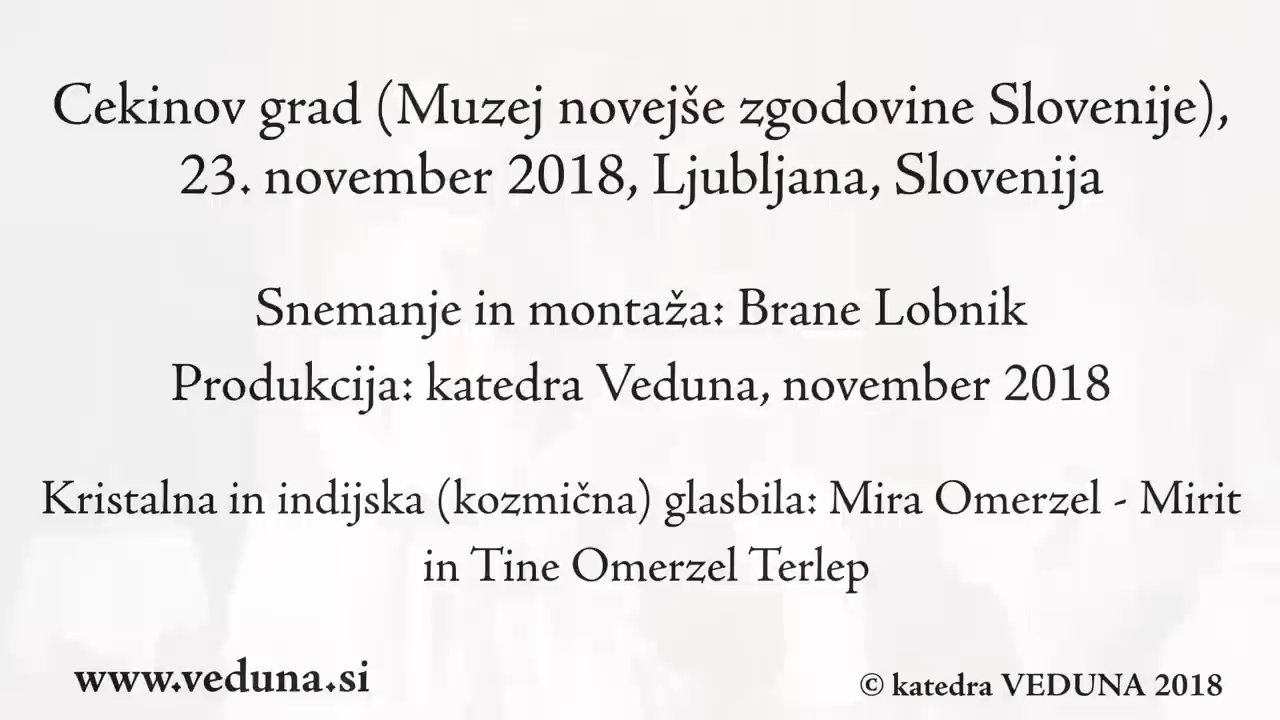 Cekinov grad (Muzej novejše zgodovine Slovenije),
23. november 2018, Ljubljana, Slovenija
Snemanje in montaža: Brane Lobnik
Produkcija: katedra Veduna, november 2018
Kristalna in indijska (kozmična) glasbila: Mira Omerzel - Mirit
in Tine Omerzel Terlep
www.veduna.si
© katedra VEDUNA 2018